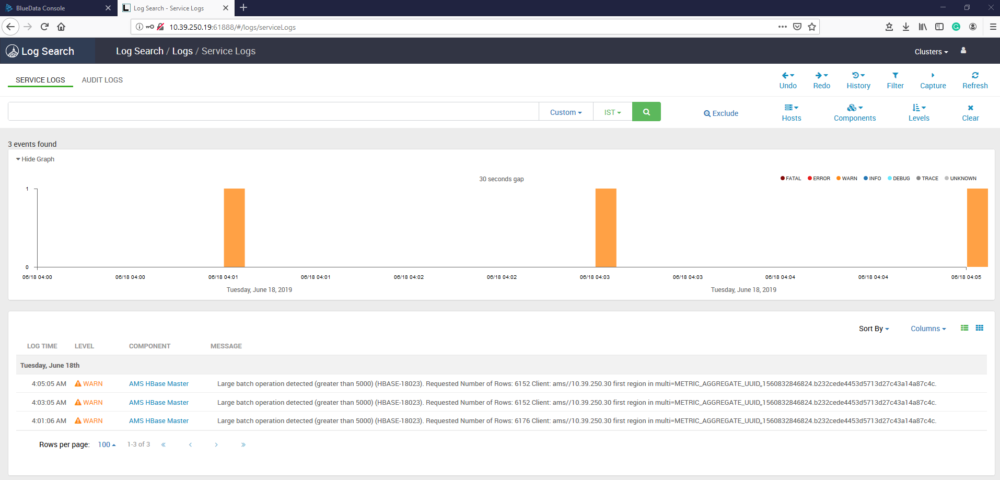 BlueData Console
Log Search - Service Logs
10.39.250.19:61888/#/logs/serviceLogs
Log Search
Log Search / Logs / Service Logs
Clusters
SERVICE LOGS
AUDIT LOGS
Undo
Redo
History
Filter
Capture
Refresh
Custom
IST
Exclude
Hosts
Components
Levels
Clear
3 events found
Hide Graph
30 seconds gap
FATAL ERROR WARN INFO DEBUG TRACE UNKNOWN
1
0
06/18 04:00 06/18 04:00 06/18 04:01 06/18 04:01 06/18 04:02 06/18 04:02 06/18 04:03 06/18 04:03 06/18 04:04 06/18 04:04 06/18 04:05
Tuesday, June 18, 2019 Tuesday, June 18, 2019
Sort By Columns
LOG TIME LEVEL COMPONENT MESSAGE
Tuesday, June 18th
4:05:05 AM WARN AMS HBase Master Large batch operation detected (greater than 5000) (HBASE-18023). Requested Number of Rows: 6152 Client: ams//10.39.250.30 first region in multi=METRIC_AGGREGATE_UUID,,1560832846824.b232cede4453d5713d27c43a14a87c4c.
4:03:05 AM WARN AMS HBase Master Large batch operation detected (greater than 5000) (HBASE-18023). Requested Number of Rows: 6152 Client: ams//10.39.250.30 first region in multi=METRIC_AGGREGATE_UUID,,1560832846824.b232cede4453d5713d27c43a14a87c4c.
4:01:06 AM WARN AMS HBase Master Large batch operation detected (greater than 5000) (HBASE-18023). Requested Number of Rows: 6176 Client: ams//10.39.250.30 first region in multi=METRIC_AGGREGATE_UUID,,1560832846824.b232cede4453d5713d27c43a14a87c4c.
Rows per page: 100 1-3 of 3 « ‹ › »